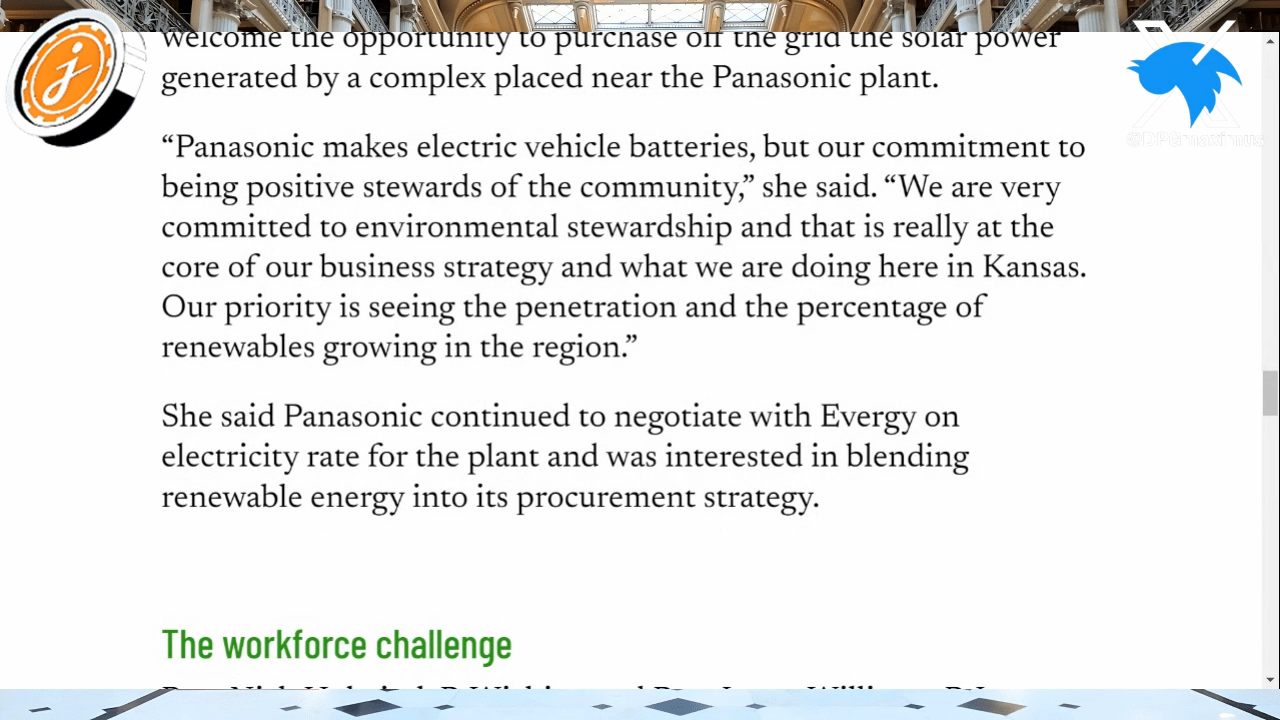 welcome the opportunity to purchase off the grid the solar power
generated by a complex placed near the Panasonic plant.
“Panasonic makes electric vehicle batteries, but our commitment to
being positive stewards of the community,” she said. “We are very
committed to environmental stewardship and that is really at the
core of our business strategy and what we are doing here in Kansas.
Our priority is seeing the penetration and the percentage of
renewables growing in the region.”
She said Panasonic continued to negotiate with Evergy on
electricity rate for the plant and was interested in blending
renewable energy into its procurement strategy.
The workforce challenge
j
@DPGmaximus